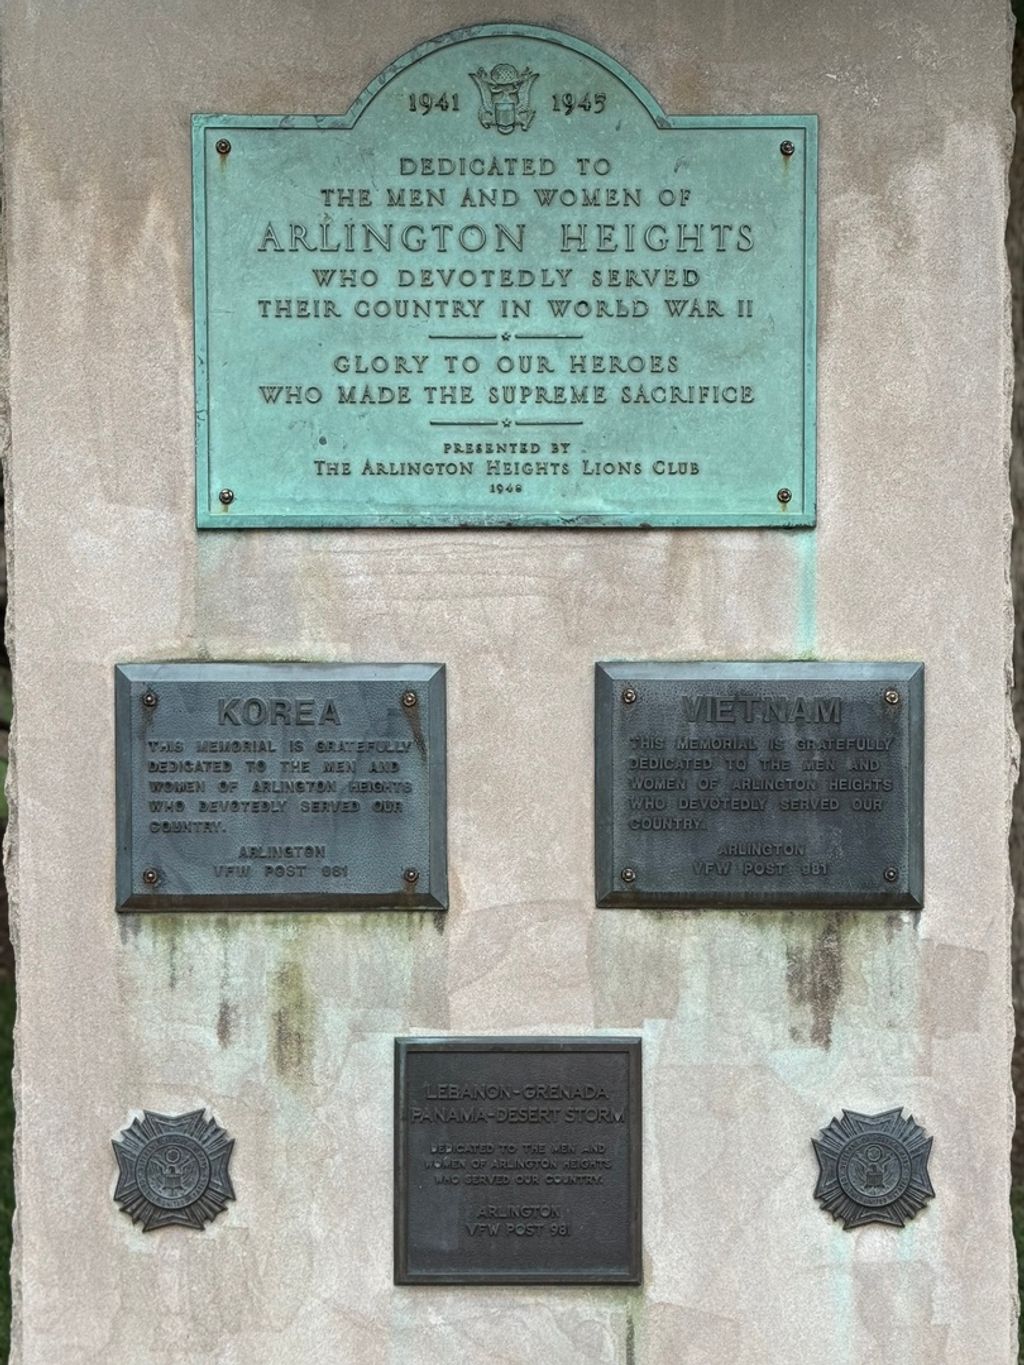 1941 1945
DEDICATED TO
THE MEN AND WOMEN OF
ARLINGTON HEIGHTS
WHO DEVOTEDLY SERVED
THEIR COUNTRY IN WORLD WAR II
GLORY TO OUR HEROES
WHO MADE THE SUPREME SACRIFICE
PRESENTED BY
THE ARLINGTON HEIGHTS LIONS CLUB
1948
KOREA
THIS MEMORIAL IS GRATEFULLY
DEDICATED TO THE MEN AND
WOMEN OF ARLINGTON HEIGHTS
WHO DEVOTEDLY SERVED OUR
COUNTRY.
ARLINGTON
VFW POST 981
VIETNAM
THIS MEMORIAL IS GRATEFULLY
DEDICATED TO THE MEN AND
WOMEN OF ARLINGTON HEIGHTS
WHO DEVOTEDLY SERVED OUR
COUNTRY.
ARLINGTON
VFW POST 981
LEBANON-GRENADA
PANAMA-DESERT STORM
DEDICATED TO THE MEN AND
WOMEN OF ARLINGTON HEIGHTS
WHO SERVED OUR COUNTRY.
ARLINGTON
VFW POST 981